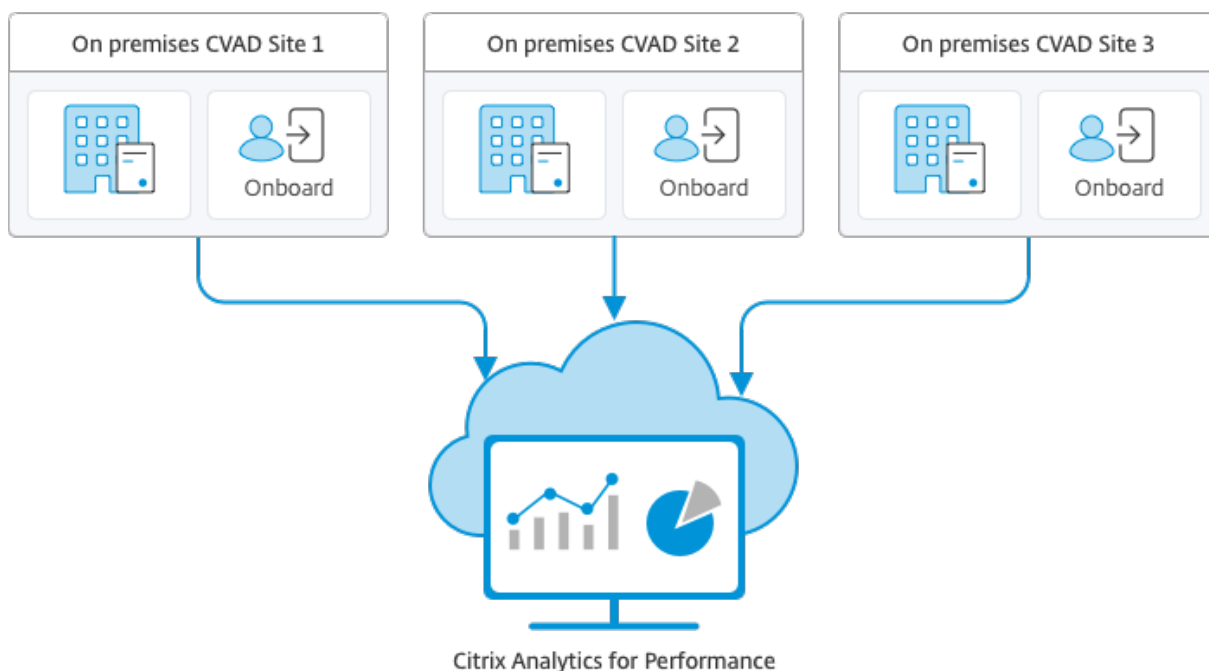 On premises CVAD Site 1
On premises CVAD Site 2
On premises CVAD Site 3
Onboard
Onboard
Onboard
Citrix Analytics for Performance